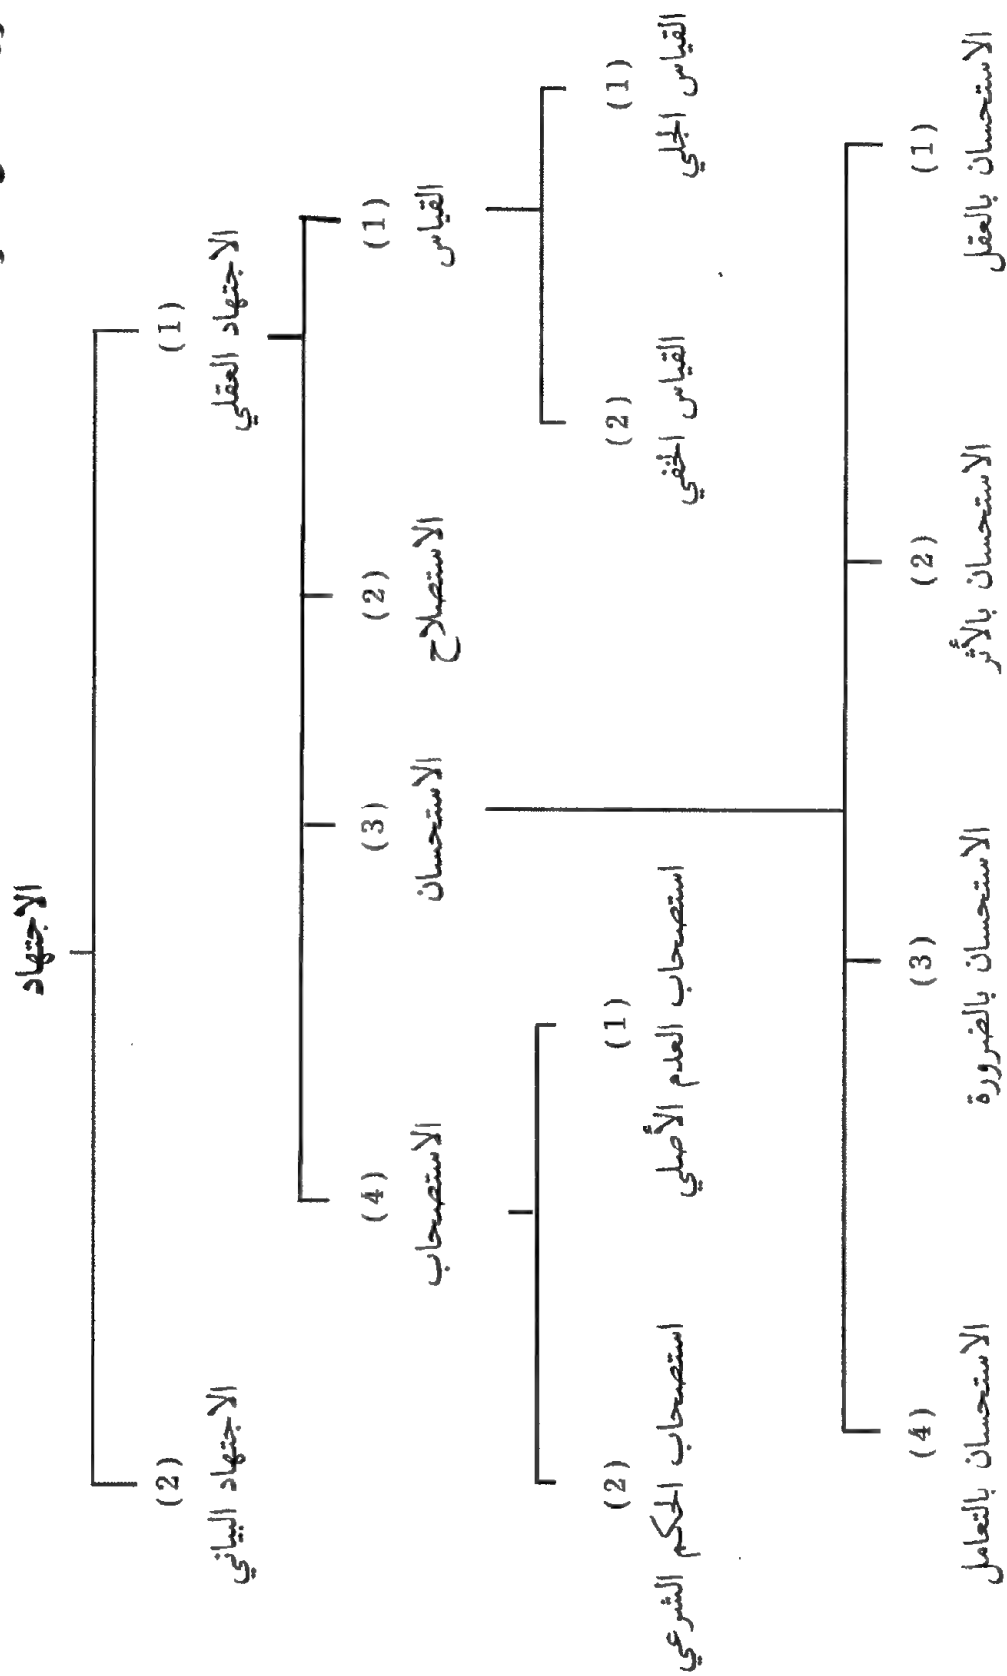 الاجتهاد
(1)
الاجتهاد العقلي
(2)
الاجتهاد البياني
(1)
القياس
(2)
الاستصلاح
(3)
الاستحسان
(4)
الاستصحاب
(1)
القياس الجلي
(2)
القياس الخفي
(1)
استصحاب العدم الأصلي
(2)
استصحاب الحكم الشرعي
(1)
الاستحسان بالعقل
(2)
الاستحسان بالأثر
(3)
الاستحسان بالضرورة
(4)
الاستحسان بالتعامل